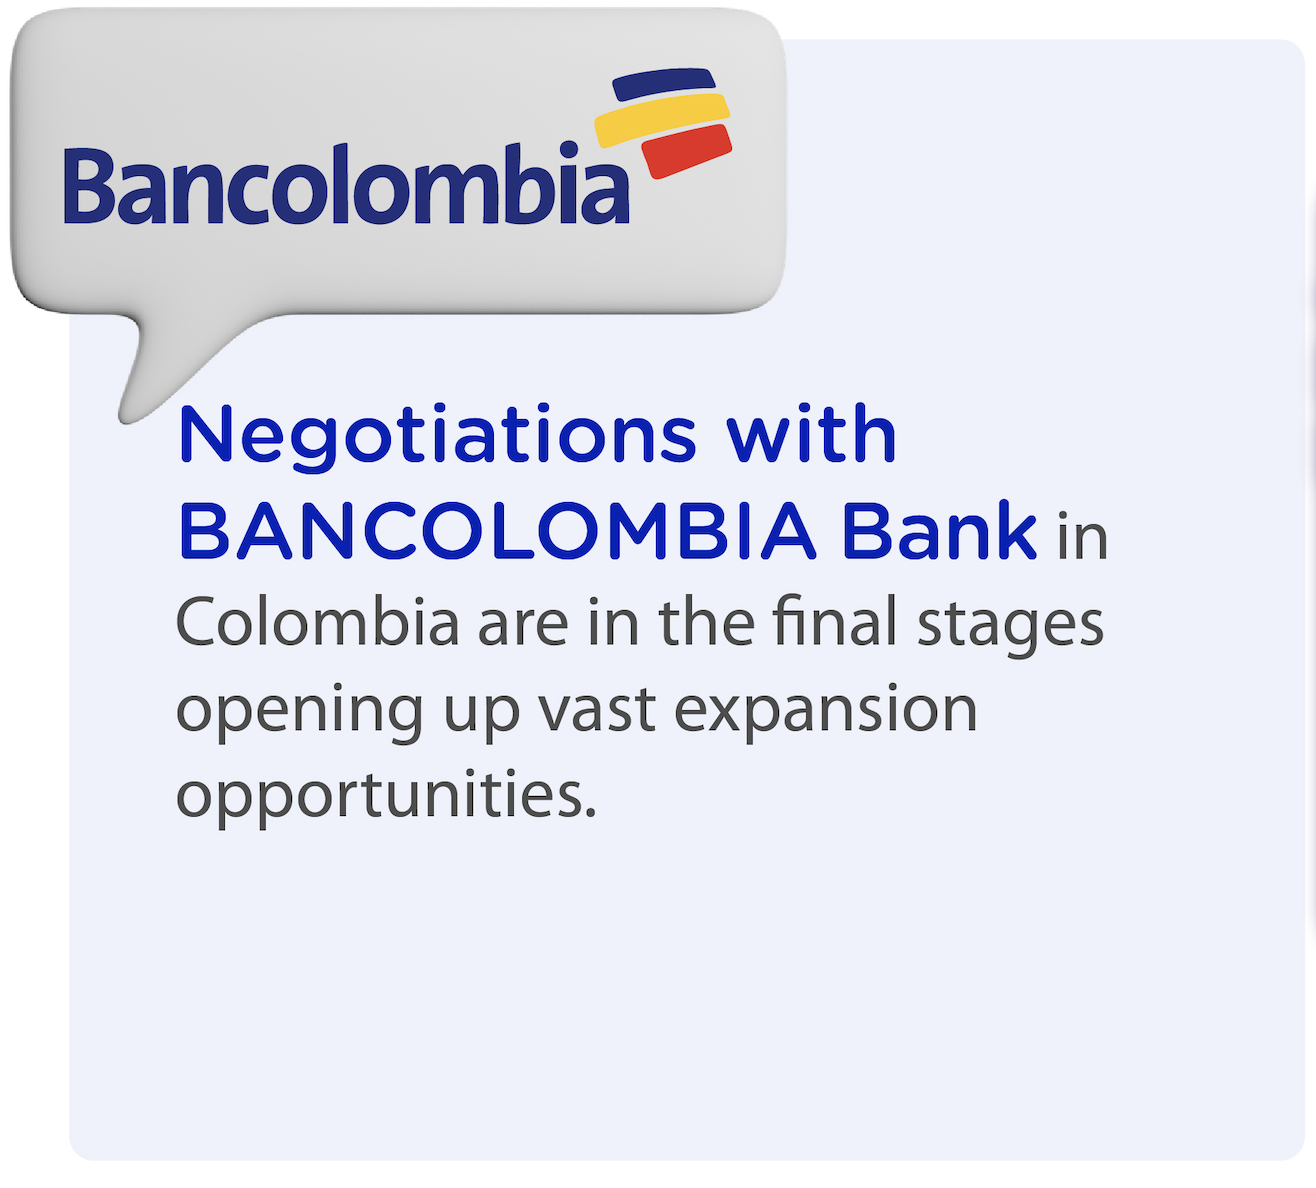 Bancolombia
Negotiations with
BANCOLOMBIA Bank in
Colombia are in the final stages
opening up vast expansion
opportunities.